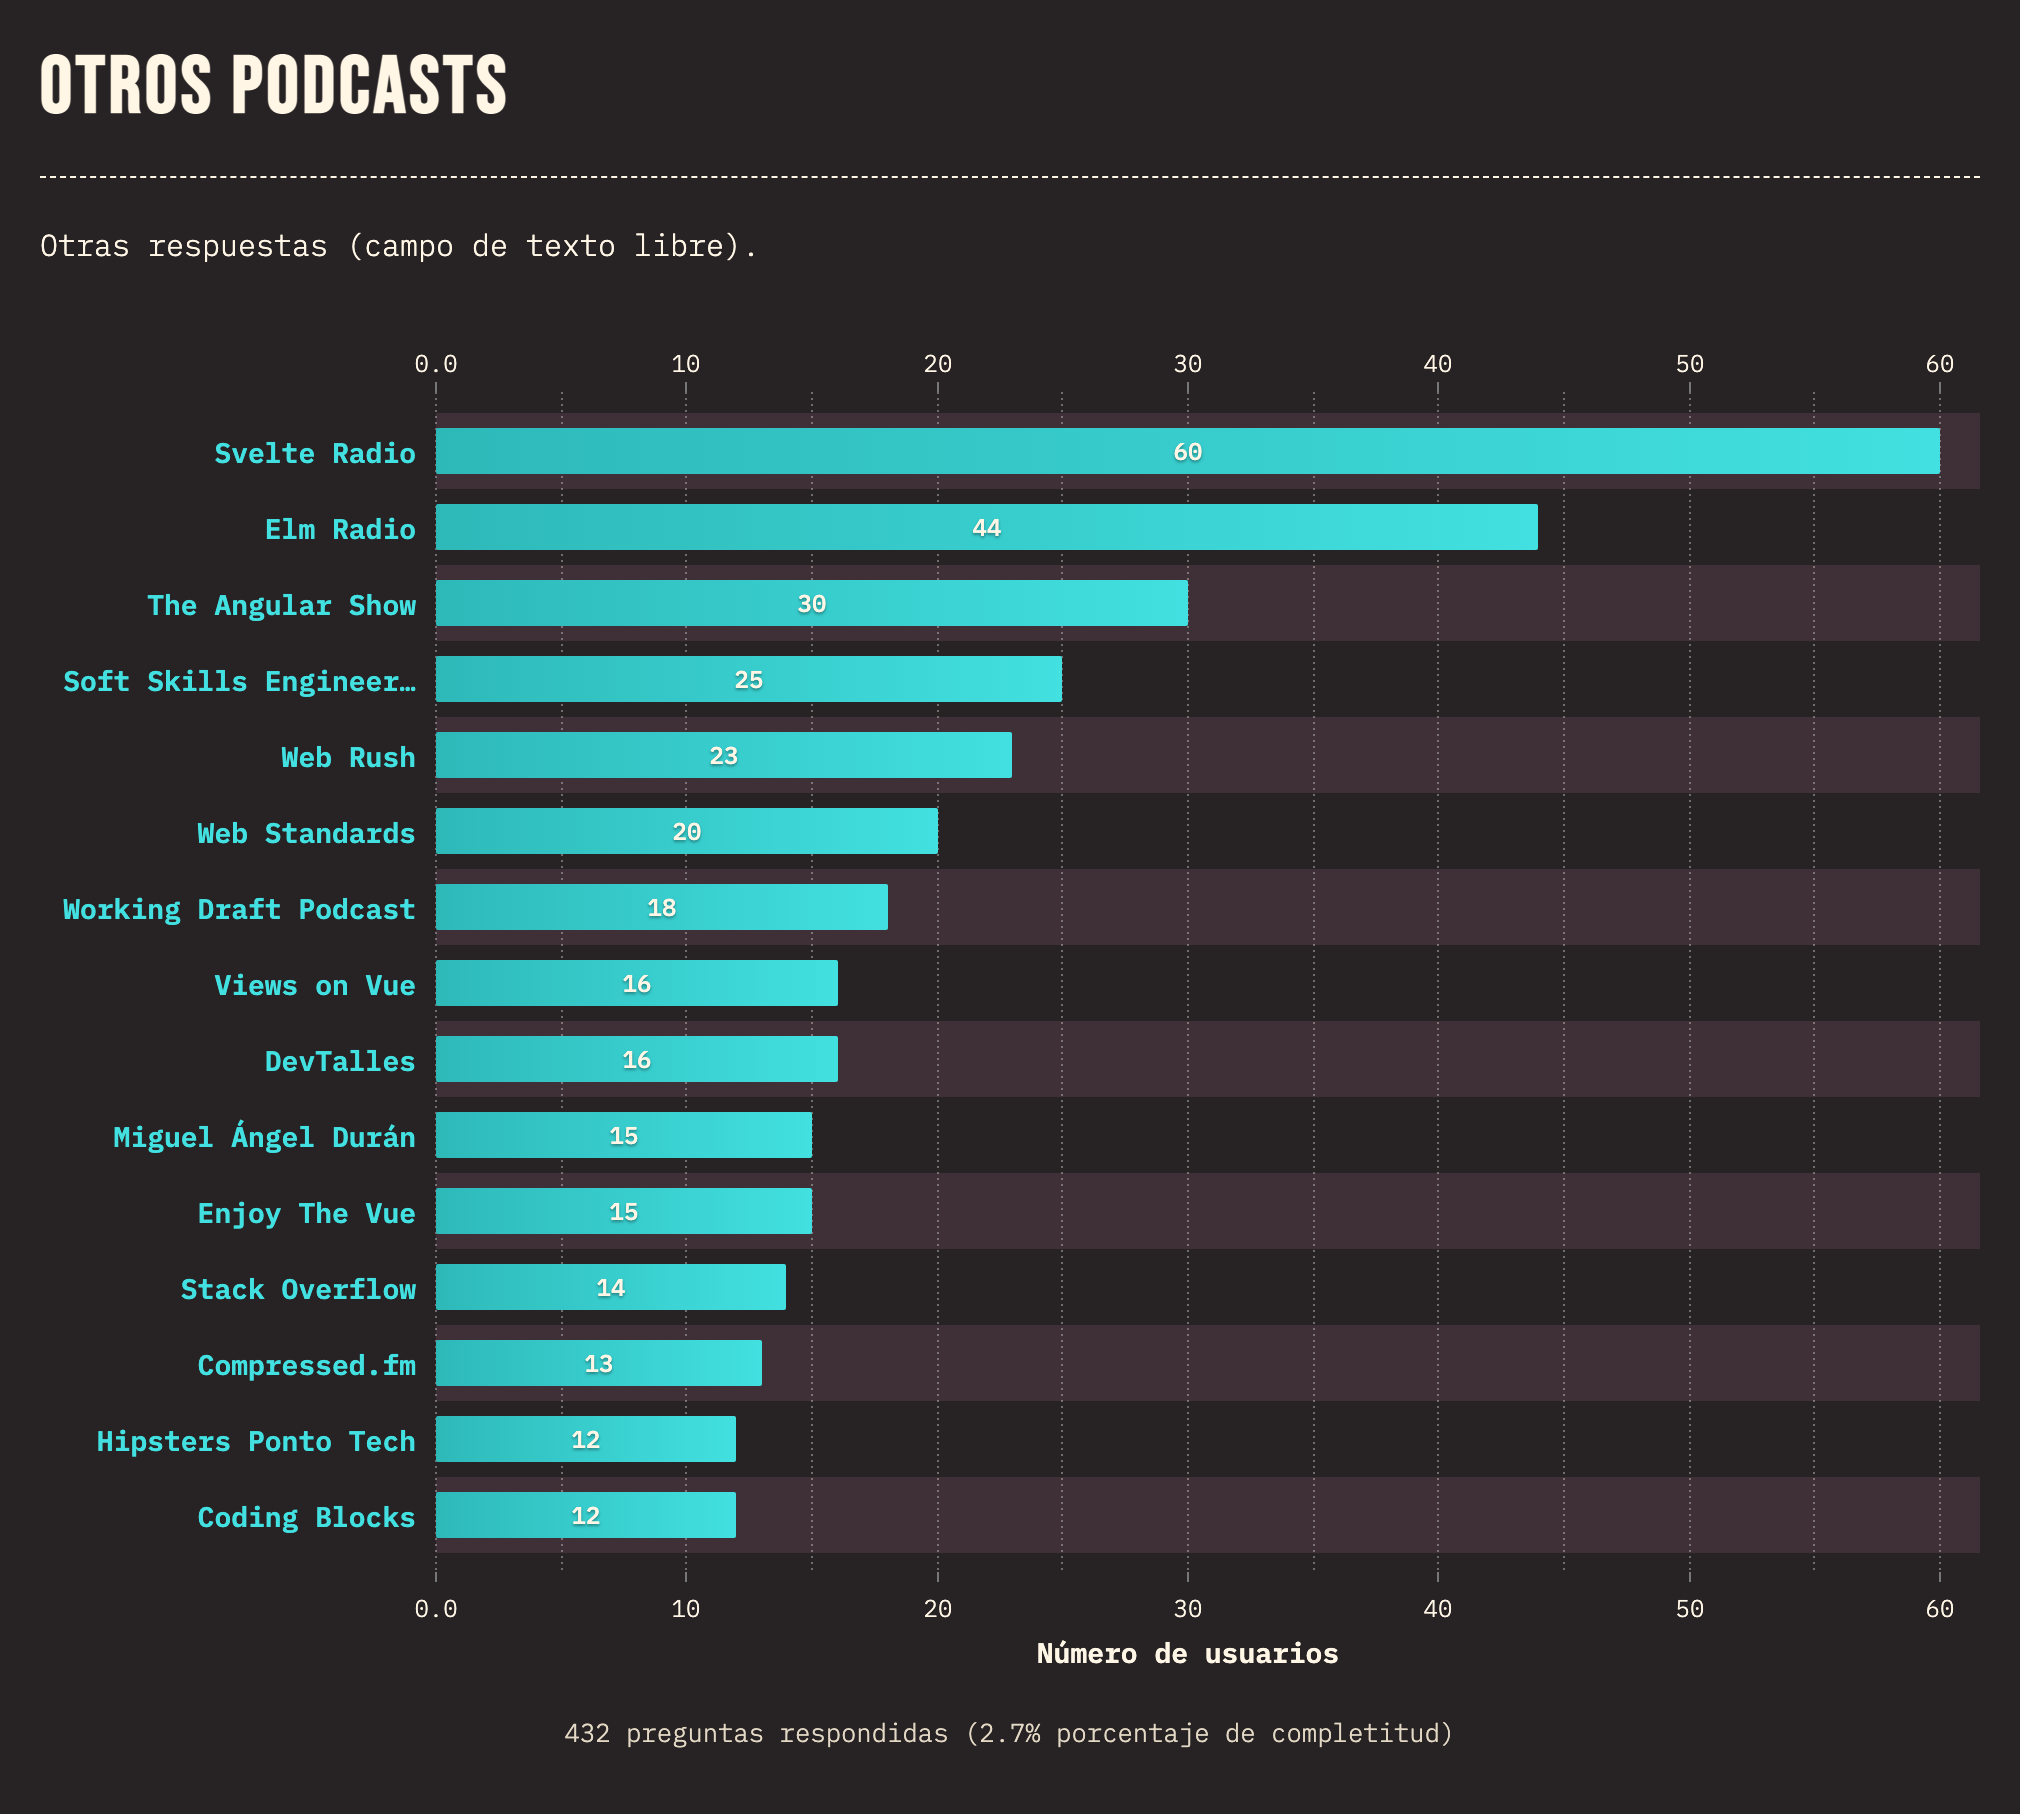 OTROS PODCASTS
Otras respuestas (campo de texto libre).
0.0 10 20 30 40 50 60
Svelte Radio 60
Elm Radio 44
The Angular Show 30
Soft Skills Engineer… 25
Web Rush 23
Web Standards 20
Working Draft Podcast 18
Views on Vue 16
DevTalles 16
Miguel Ángel Durán 15
Enjoy The Vue 15
Stack Overflow 14
Compressed.fm 13
Hipsters Ponto Tech 12
Coding Blocks 12
0.0 10 20 30 40 50 60
Número de usuarios
432 preguntas respondidas (2.7% porcentaje de completitud)